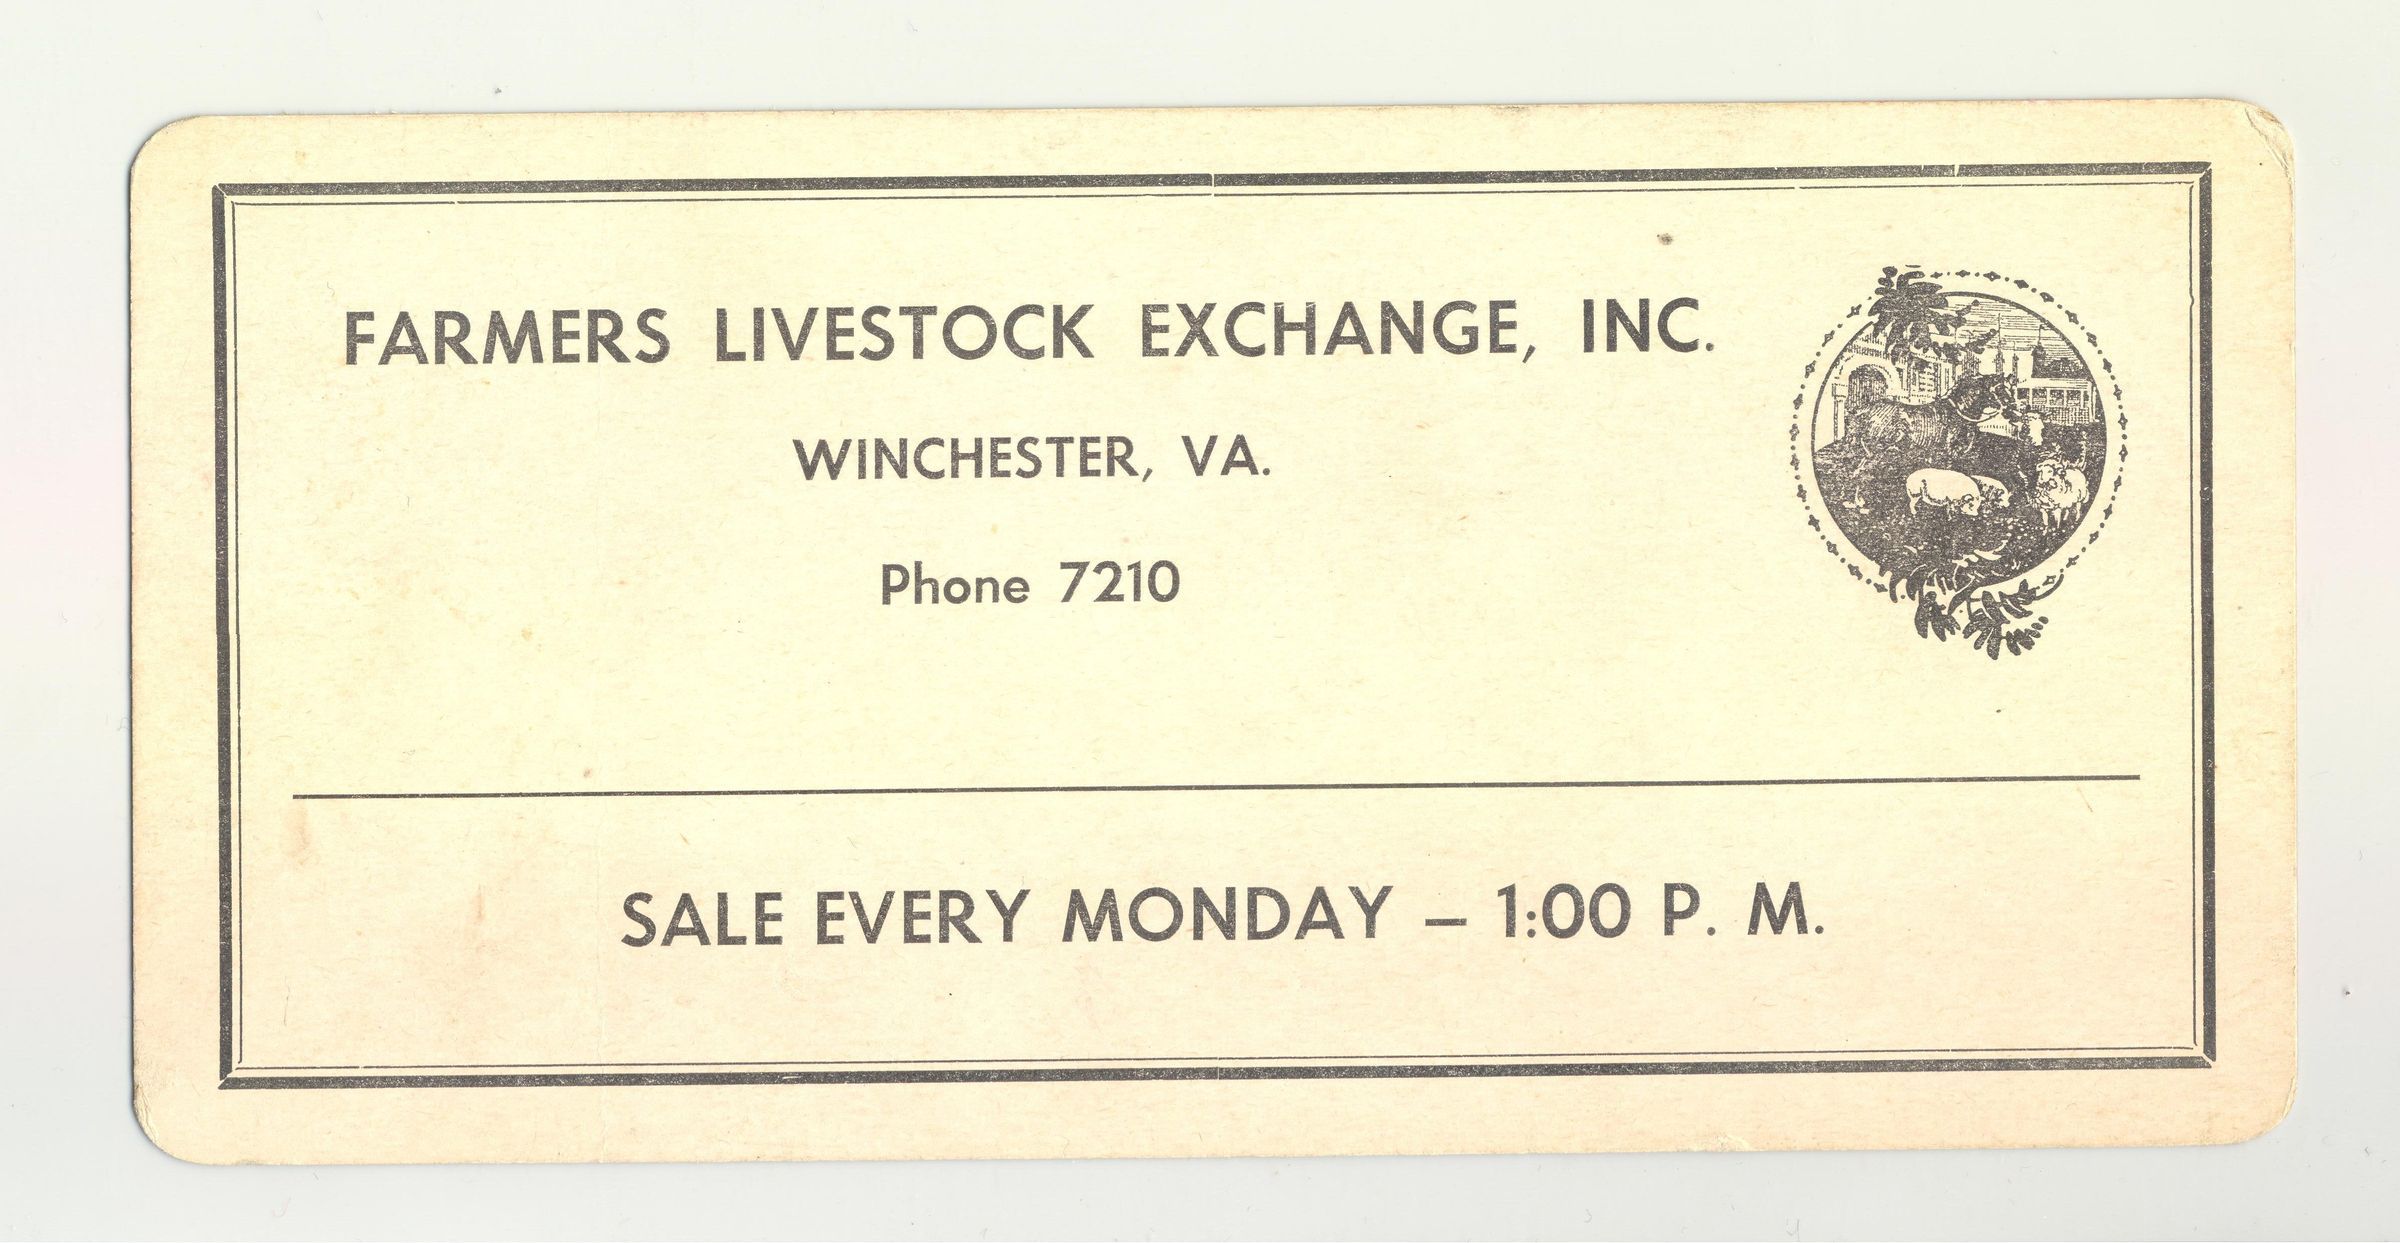 FARMERS LIVESTOCK EXCHANGE, INC.
WINCHESTER, VA.
Phone 7210
SALE EVERY MONDAY – 1:00 P. M.